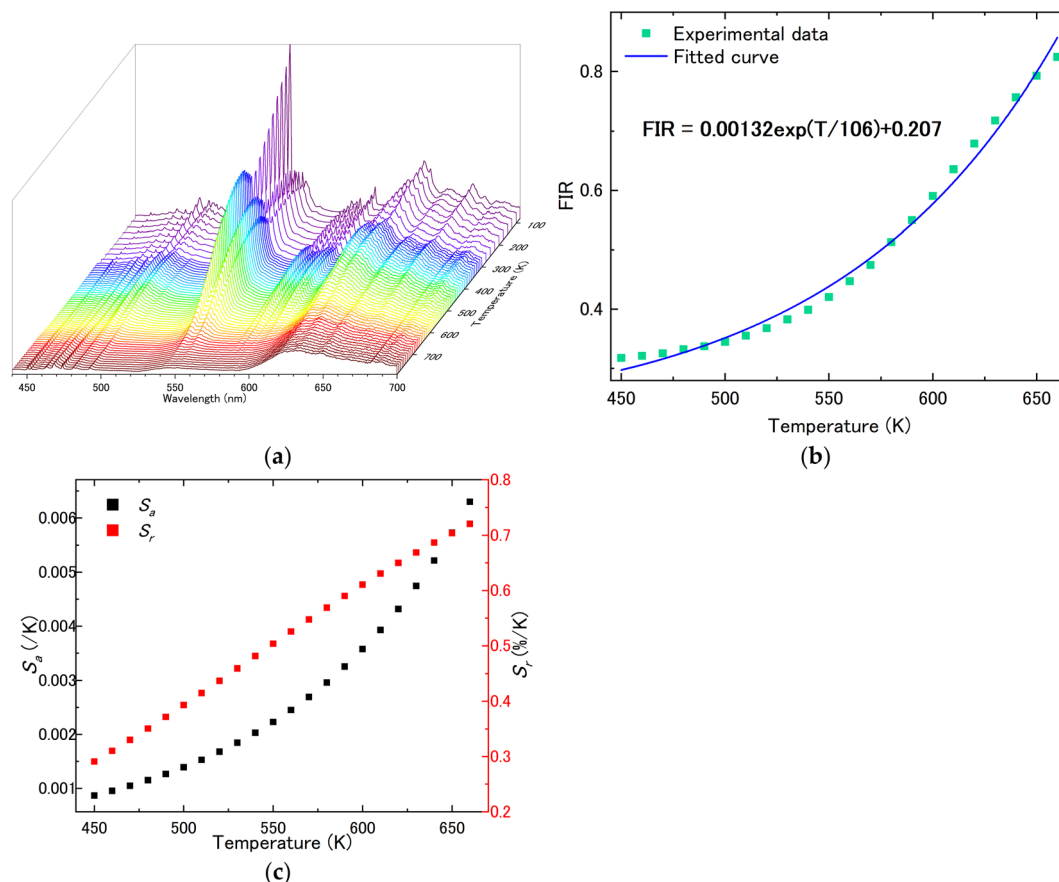 100
200
300
400
500
600
700
Temperature (K)
450 500 550 600 650 700
Wavelength (nm)
(a)
Experimental data
Fitted curve
FIR = 0.00132exp(T/106)+0.207
0.8
0.6
0.4
FIR
450 500 550 600 650
Temperature (K)
(b)
Sa
Sr
0.006
0.005
0.004
0.003
0.002
0.001
Sa (/K)
0.8
0.7
0.6
0.5
0.4
0.3
0.2
Sr (%/K)
450 500 550 600 650
Temperature (K)
(c)